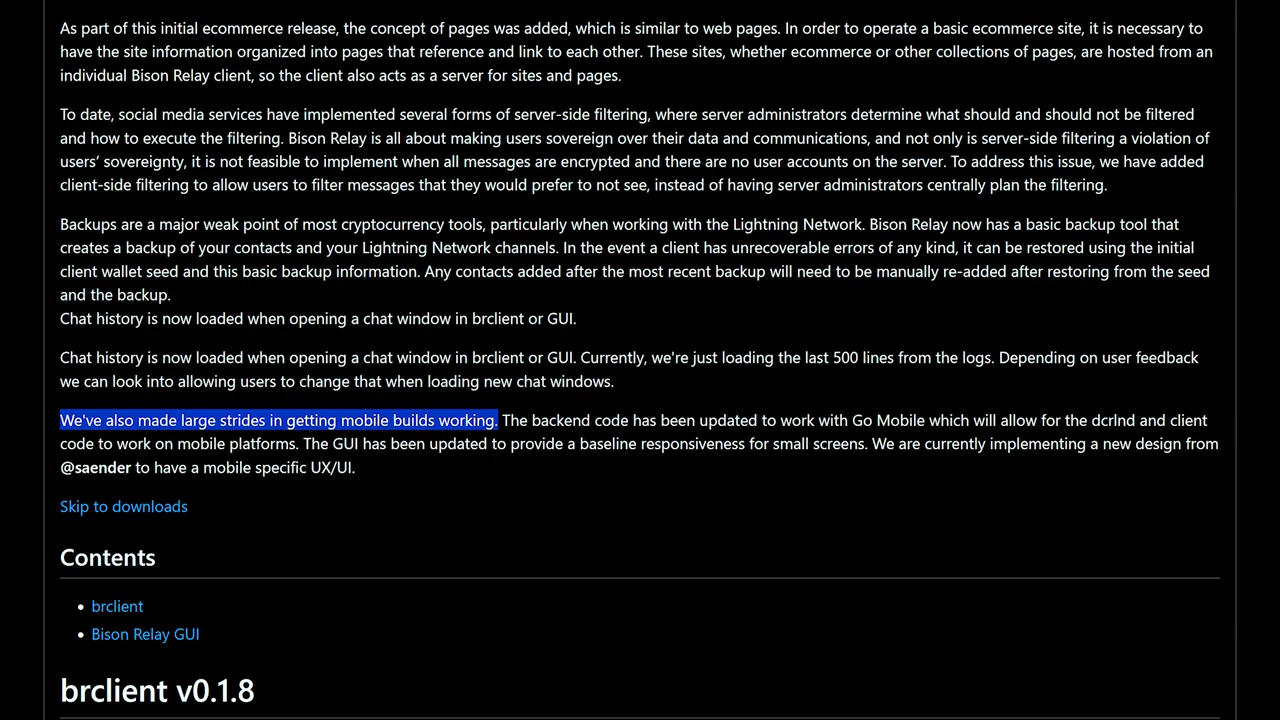 As part of this initial ecommerce release, the concept of pages was added, which is similar to web pages. In order to operate a basic ecommerce site, it is necessary to
have the site information organized into pages that reference and link to each other. These sites, whether ecommerce or other collections of pages, are hosted from an
individual Bison Relay client, so the client also acts as a server for sites and pages.
To date, social media services have implemented several forms of server-side filtering, where server administrators determine what should and should not be filtered
and how to execute the filtering. Bison Relay is all about making users sovereign over their data and communications, and not only is server-side filtering a violation of
users’ sovereignty, it is not feasible to implement when all messages are encrypted and there are no user accounts on the server. To address this issue, we have added
client-side filtering to allow users to filter messages that they would prefer to not see, instead of having server administrators centrally plan the filtering.
Backups are a major weak point of most cryptocurrency tools, particularly when working with the Lightning Network. Bison Relay now has a basic backup tool that
creates a backup of your contacts and your Lightning Network channels. In the event a client has unrecoverable errors of any kind, it can be restored using the initial
client wallet seed and this basic backup information. Any contacts added after the most recent backup will need to be manually re-added after restoring from the seed
and the backup.
Chat history is now loaded when opening a chat window in brclient or GUI.
Chat history is now loaded when opening a chat window in brclient or GUI. Currently, we're just loading the last 500 lines from the logs. Depending on user feedback
we can look into allowing users to change that when loading new chat windows.
We've also made large strides in getting mobile builds working. The backend code has been updated to work with Go Mobile which will allow for the dcrlnd and client
code to work on mobile platforms. The GUI has been updated to provide a baseline responsiveness for small screens. We are currently implementing a new design from
@saender to have a mobile specific UX/UI.
Skip to downloads
Contents
• brclient
• Bison Relay GUI
brclient v0.1.8